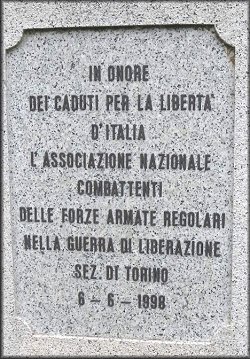 IN ONORE
DEI CADUTI PER LA LIBERTA'
D'ITALIA
L'ASSOCIAZIONE NAZIONALE
COMBATTENTI
DELLE FORZE ARMATE REGOLARI
NELLA GUERRA DI LIBERAZIONE
SEZ. DI TORINO
6 - 6 - 1998